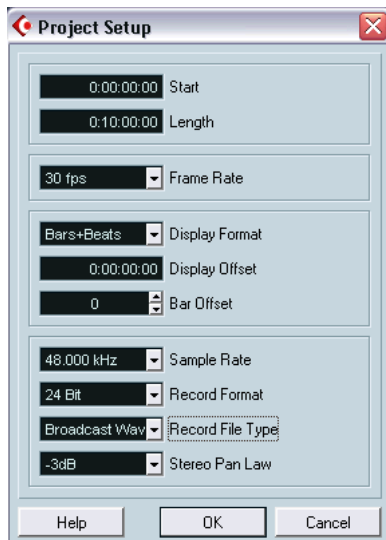 Project Setup
0:00:00:00 Start
0:10:00:00 Length
30 fps Frame Rate
Bars+Beats Display Format
0:00:00:00 Display Offset
0 Bar Offset
48.000 kHz Sample Rate
24 Bit Record Format
Broadcast Wav Record File Type
-3dB Stereo Pan Law
Help OK Cancel